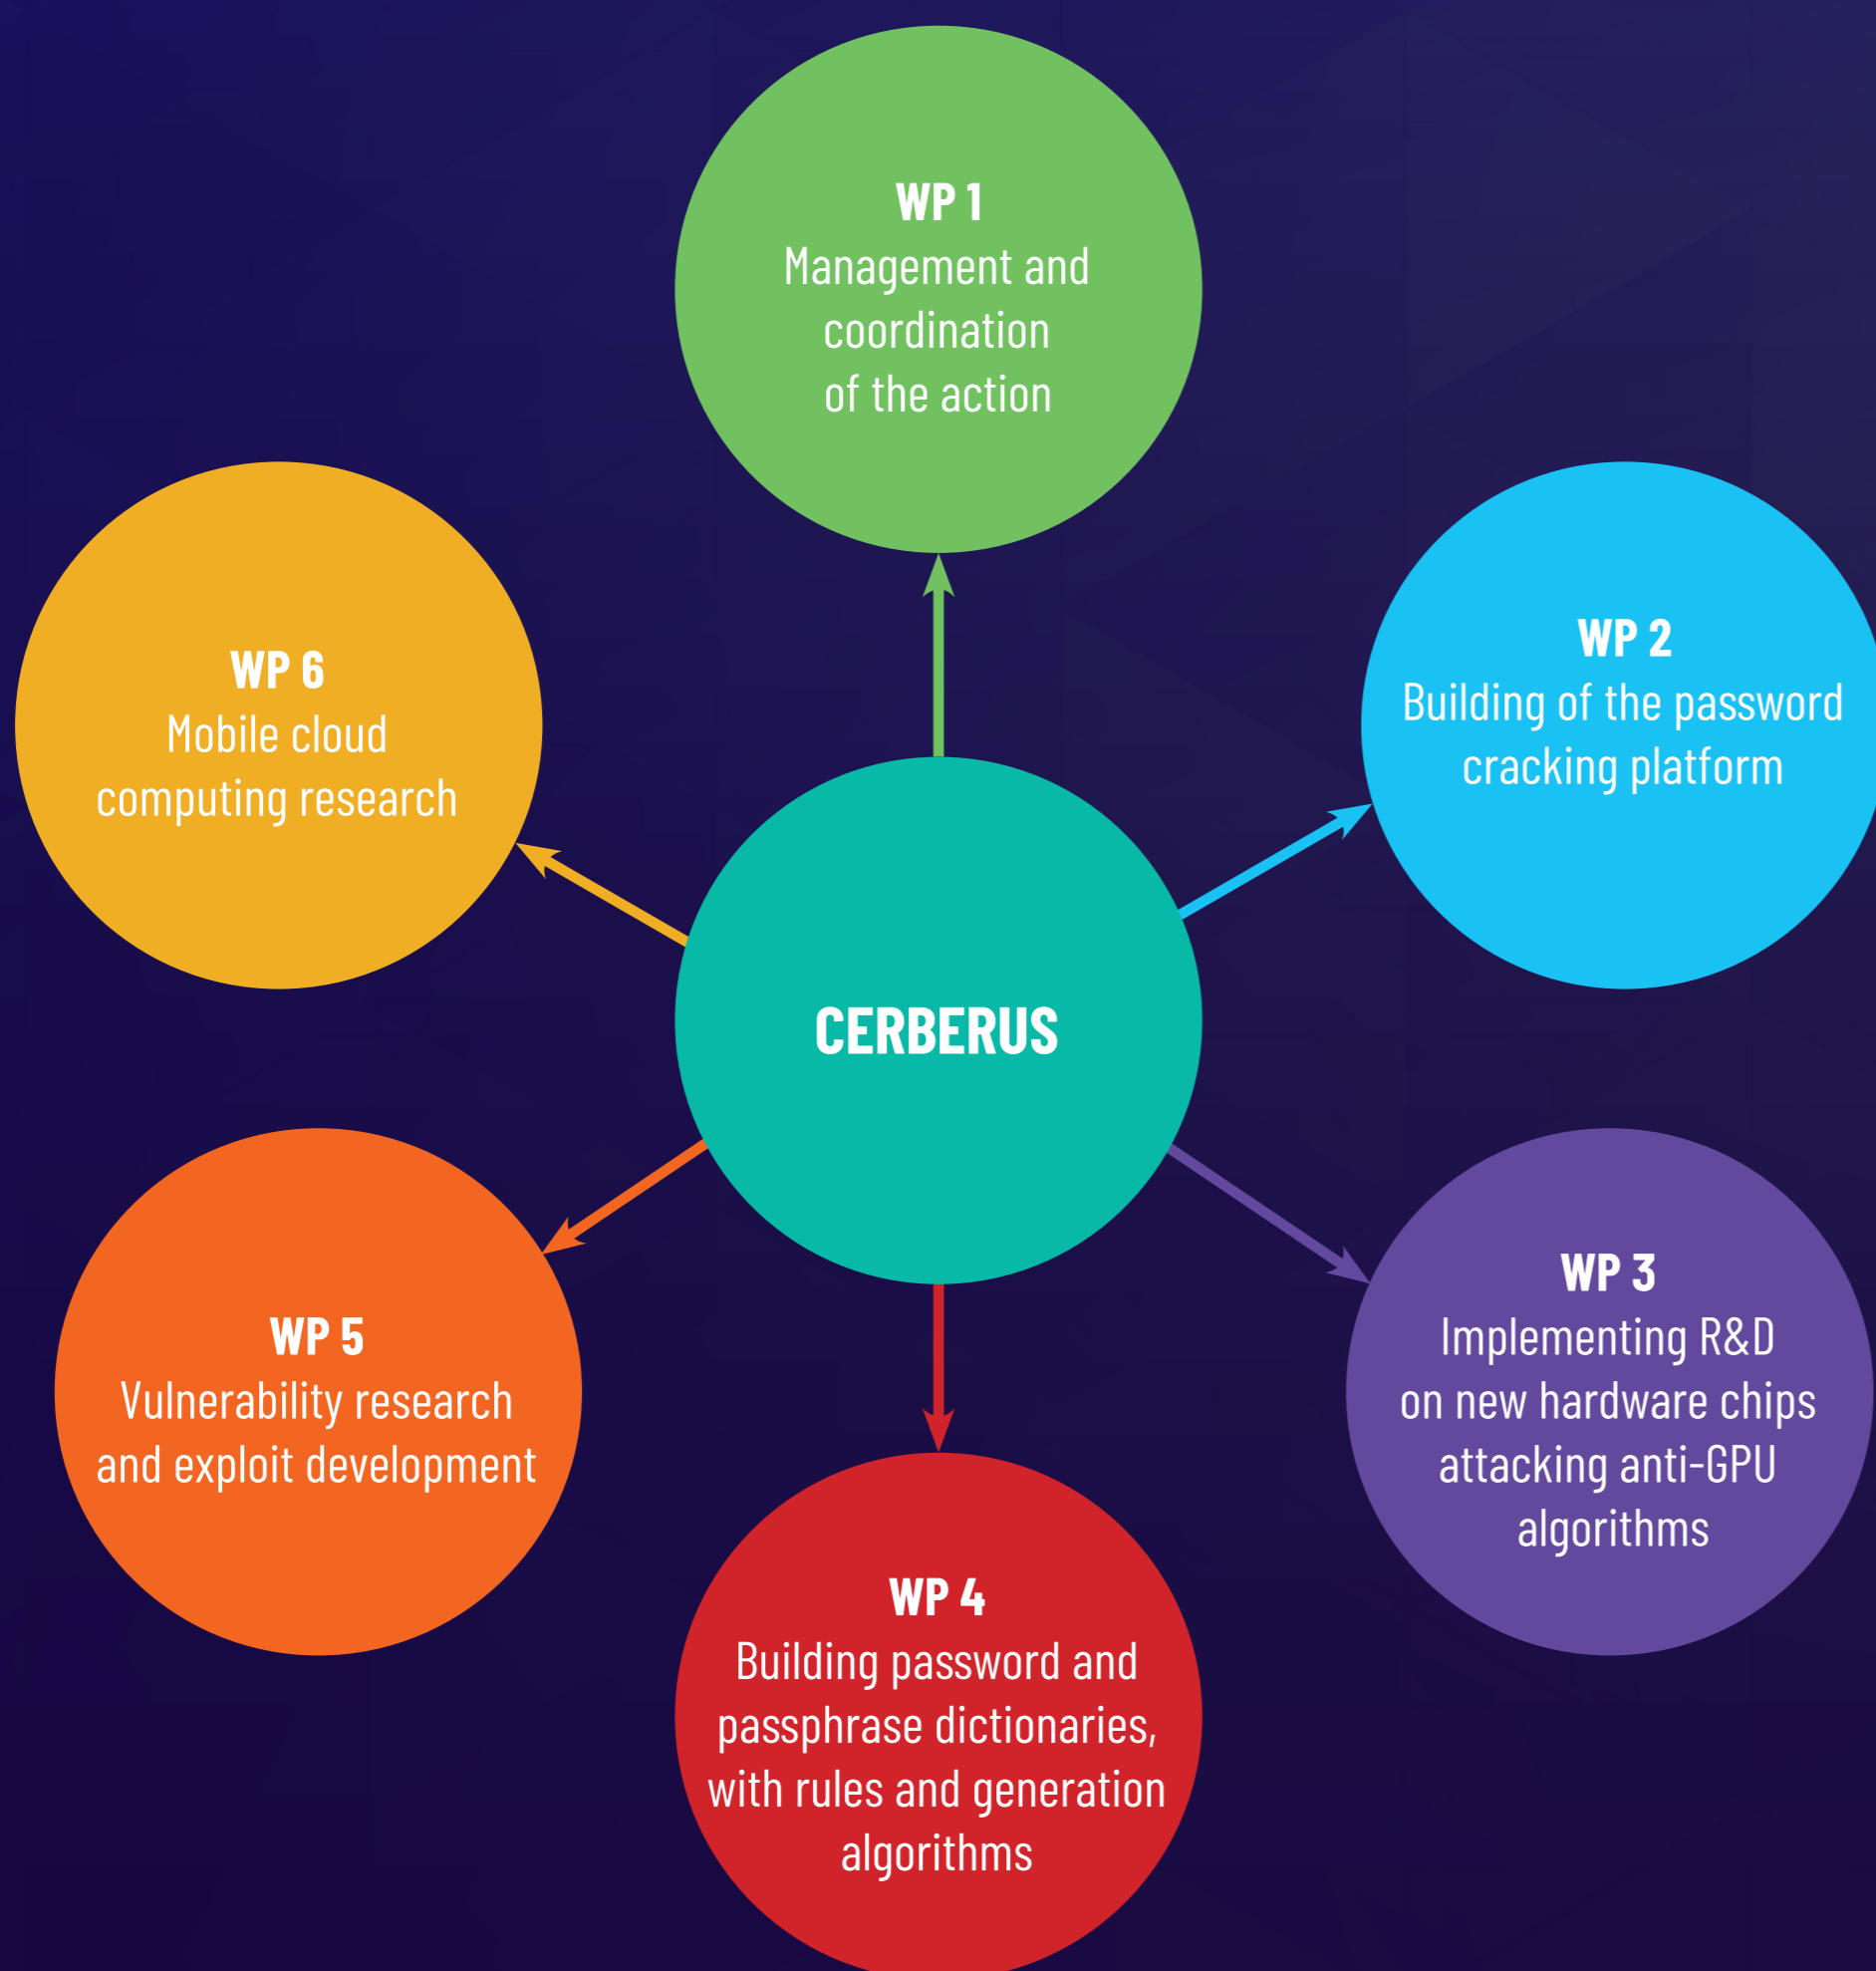 WP 1
Management and
coordination
of the action
WP 2
Building of the password
cracking platform
WP 6
Mobile cloud
computing research
CERBERUS
WP 3
Implementing R&D
on new hardware chips
attacking anti-GPU
algorithms
WP 5
Vulnerability research
and exploit development
WP 4
Building password and
passphrase dictionaries,
with rules and generation
algorithms